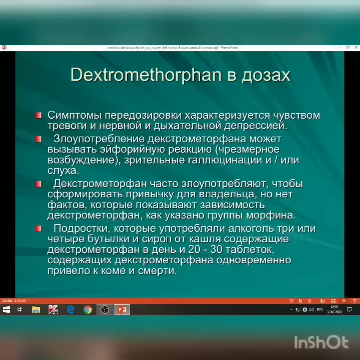 Dextromethorphan в дозах
Симптомы передозировки характеризуется чувством
тревоги и нервной и дыхательной депрессией.
Злоупотребление декстрометорфана может
вызывать эйфорийную реакцию (чрезмерное
возбуждение), зрительные галлюцинации и / или
слуха.
Декстрометорфан часто злоупотребляют, чтобы
сформировать привычку для владельца, но нет
фактов, которые показывают зависимость
декстрометорфан, как указано группы морфина.
Подростки, которые употребляли алкоголь три или
четыре бутылки и сироп от кашля содержащие
декстрометорфан в день и 20 - 30 таблеток,
содержащих декстрометорфана одновременно
привело к коме и смерти.
InShOt